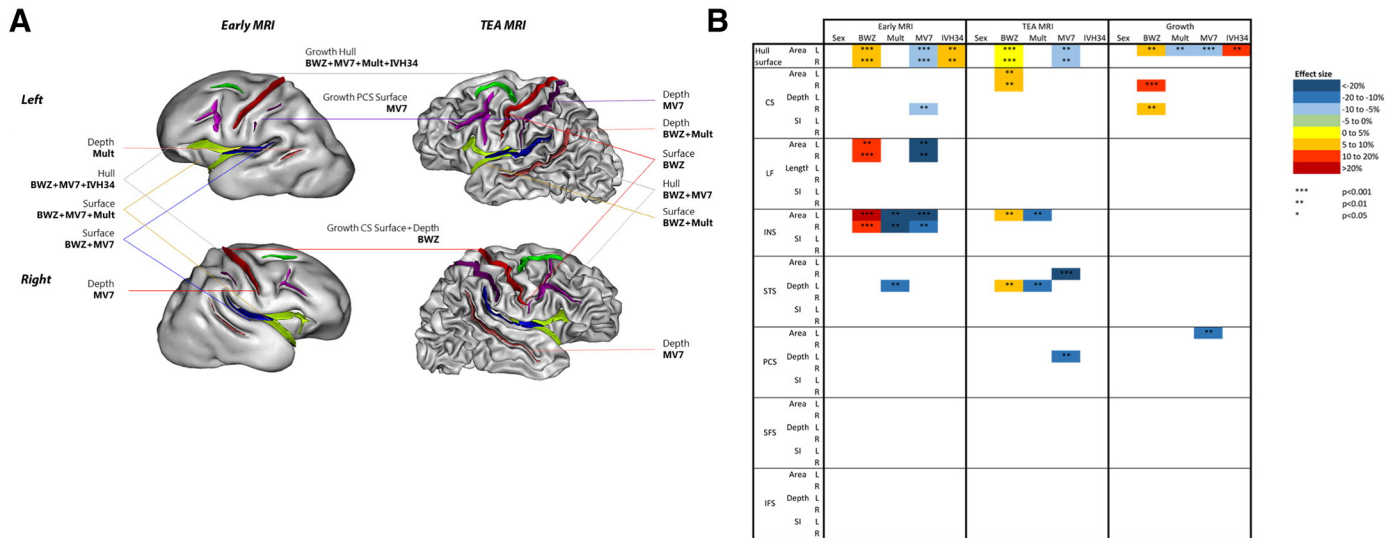 A
Early MRI
TEA MRI
Growth Hull
BWZ+MV7+Mult+IVH34
Left
Growth PCS Surface
MV7
Depth
MV7
Depth
BWZ+Mult
Depth
Mult
Surface
BWZ
Hull
BWZ+MV7+IVH34
Hull
BWZ+MV7
Surface
BWZ+MV7+Mult
Surface
BWZ+Mult
Surface
BWZ+MV7
Growth CS Surface+Depth
BWZ
Right
Depth
MV7
Depth
MV7
B
Early MRI TEA MRI Growth
Sex BWZ Mult MV7 IVH34 Sex BWZ Mult MV7 IVH34 Sex BWZ Mult MV7 IVH34
Hull Area L *** *** ** *** ** ** ** *** **
surface R *** *** ** *** **
CS Area L **
R ** ***
Depth L
R ** **
SI L
R
LF Area L ** **
R *** **
Length L
R
SI L
R
INS Area L *** ** *** ** **
R *** ** **
SI L
R
STS Area L
R ***
Depth L ** ** **
R
SI L
R
PCS Area L **
R
Depth L **
R
SI L
R
SFS Area L
R
Depth L
R
SI L
R
IFS Area L
R
Depth L
R
SI L
R
Effect size
<-20%
-20 to -10%
-10 to -5%
-5 to 0%
0 to 5%
5 to 10%
10 to 20%
>20%
*** p<0.001
** p<0.01
* p<0.05